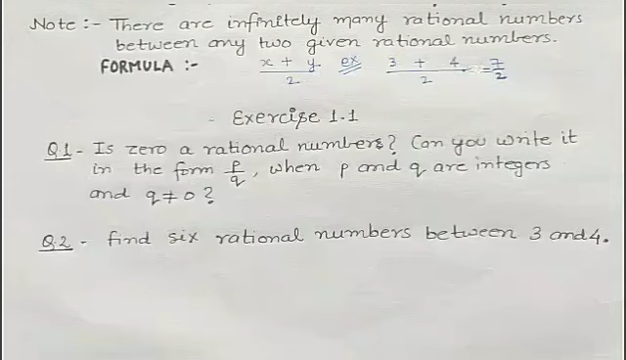 Note :- There are infinitely many rational numbers
between any two given rational numbers.
FORMULA :- x + y / 2 ex 3 + 4 / 2 = 7/2
- Exercise 1.1
Q1 - Is zero a rational numbers? Can you write it
in the form p/q, when p and q are integers
and q ≠ 0 ?
Q.2 - find six rational numbers between 3 and 4.